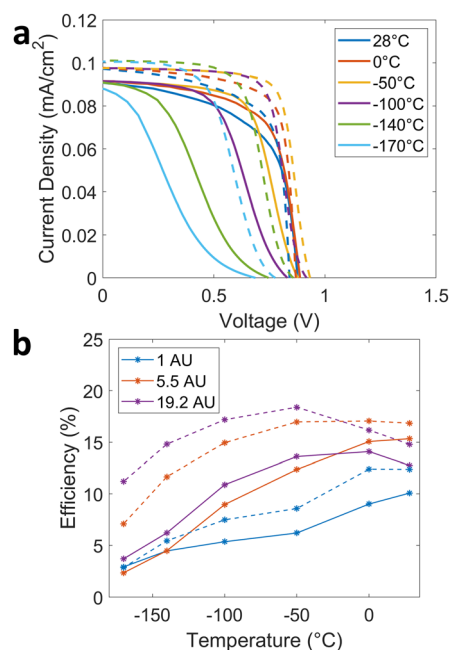 a
Current Density (mA/cm²)
0.12
0.1
0.08
0.06
0.04
0.02
0
28°C
0°C
-50°C
-100°C
-140°C
-170°C
0
0.5
1
1.5
Voltage (V)
b
Efficiency (%)
25
20
15
10
5
0
1 AU
5.5 AU
19.2 AU
-150
-100
-50
0
Temperature (°C)